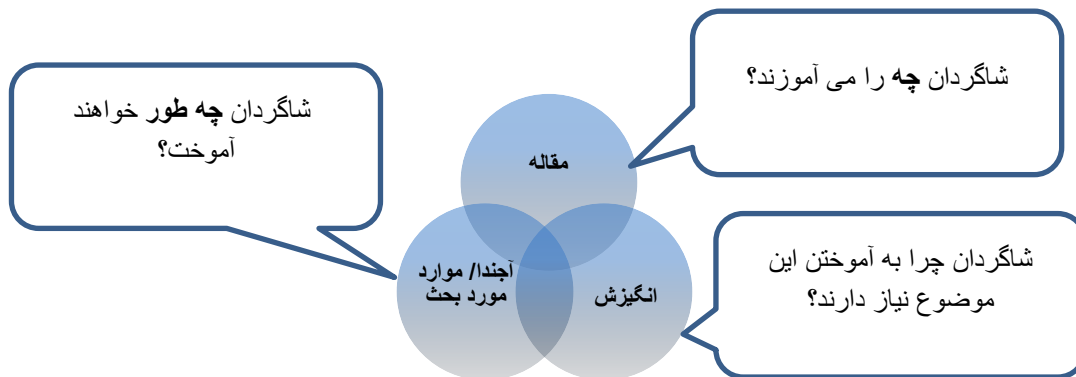 شاگردان چه را می آموزند؟
شاگردان چه طور خواهند
آموخت؟
مقاله
آجندا/ موارد
مورد بحث
انگیزش
شاگردان چرا به آموختن این
موضوع نیاز دارند؟